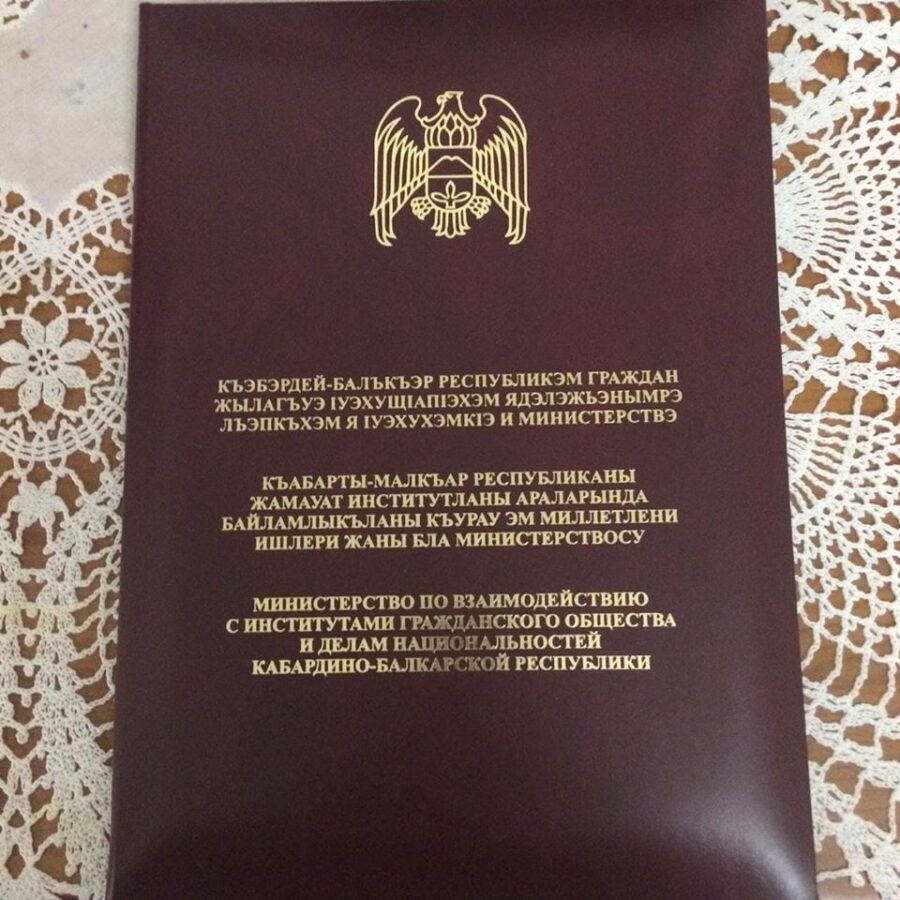 КЪЭБЭРДЕЙ-БАЛЪКЪЭР РЕСПУБЛИКЭМ ГРАЖДАН
ЖЫЛАГЪУЭ IУЭХУЩIАПIЭХЭМ ЯДЭЛЭЖЬЭНЫМРЭ
ЛЪЭПКЪХЭМ Я IУЭХУХЭМКIЭ И МИНИСТЕРСТВЭ
КЪАБАРТЫ-МАЛКЪАР РЕСПУБЛИКАНЫ
ЖАМАУАТ ИНСТИТУТЛАНЫ АРАЛАРЫНДА
БАЙЛАМЛЫКЪЛАНЫ КЪУРАУ ЭМ МИЛЛЕТЛЕНИ
ИШЛЕРИ ЖАНЫ БЛА МИНИСТЕРСТВОСУ
МИНИСТЕРСТВО ПО ВЗАИМОДЕЙСТВИЮ
С ИНСТИТУТАМИ ГРАЖДАНСКОГО ОБЩЕСТВА
И ДЕЛАМ НАЦИОНАЛЬНОСТЕЙ
КАБАРДИНО-БАЛКАРСКОЙ РЕСПУБЛИКИ